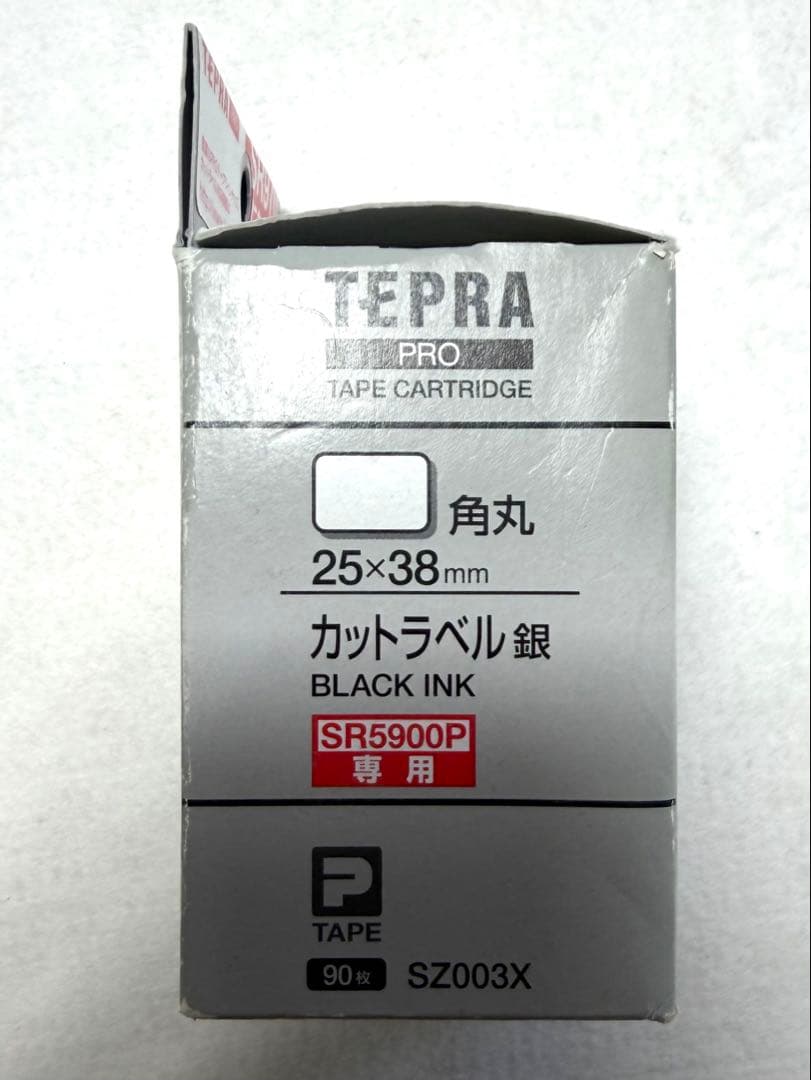 TEPRA
TEPRA
PRO
TAPE CARTRIDGE
角丸
25×38mm
カットラベル 銀
BLACK INK
SR5900P
専用
P
TAPE
90枚 SZ003X